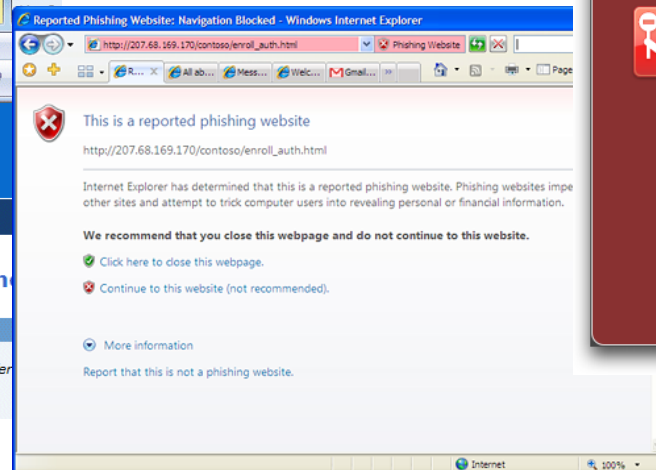 Reported Phishing Website: Navigation Blocked - Windows Internet Explorer
http://207.68.169.170/contoso/enrol_auth.html
Phishing Website
R...
All ab...
Mess...
Welc...
Gmail...
Page
This is a reported phishing website
http://207.68.169.170/contoso/enroll_auth.html
Internet Explorer has determined that this is a reported phishing website. Phishing websites impe
other sites and attempt to trick computer users into revealing personal or financial information.
We recommend that you close this webpage and do not continue to this website.
Click here to close this webpage.
Continue to this website (not recommended).
More information
er
Report that this is not a phishing website.
Internet
100%